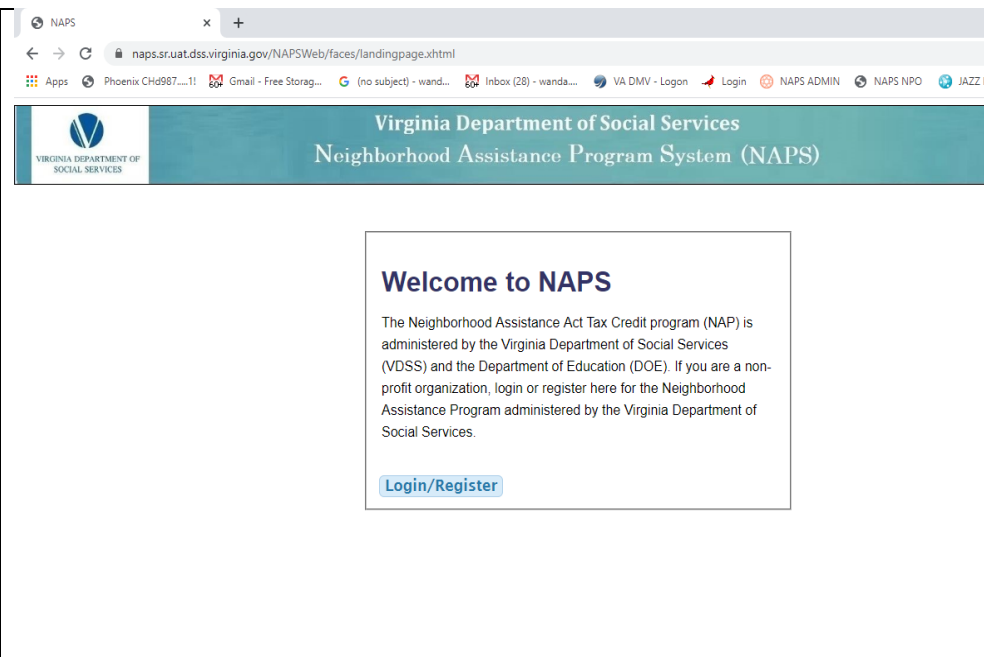 NAPS
naps.sr.uat.dss.virginia.gov/NAPSWeb/faces/landingpage.xhtml
Apps Phoenix CHd987.....1! Gmail - Free Storag... (no subject) - wand... Inbox (28) - wanda.... VA DMV - Logon Login NAPS ADMIN NAPS NPO JAZZ
VIRGINIA DEPARTMENT OF
SOCIAL SERVICES
Virginia Department of Social Services
Neighborhood Assistance Program System (NAPS)
Welcome to NAPS
The Neighborhood Assistance Act Tax Credit program (NAP) is
administered by the Virginia Department of Social Services
(VDSS) and the Department of Education (DOE). If you are a non-
profit organization, login or register here for the Neighborhood
Assistance Program administered by the Virginia Department of
Social Services.
Login/Register